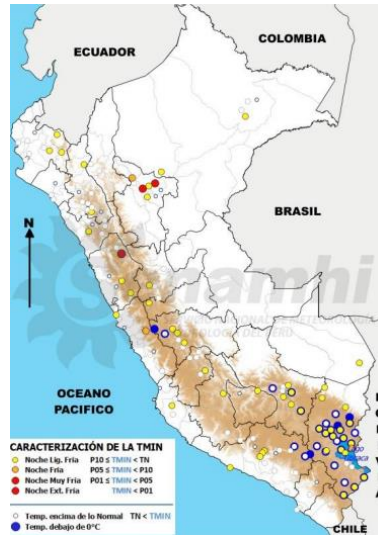 COLOMBIA
ECUADOR
BRASIL
N
senamhi
OCEANO
PACIFICO
B
O
L
I
V
I
A
CARACTERIZACIÓN DE LA TMIN
Noche Lig. Fría P10 ≤ TMIN < TN
Noche Fría P05 ≤ TMIN < P10
Noche Muy Fría P01 ≤ TMIN < P05
Noche Ext. Fría TMIN < P01
Temp. encima de lo Normal TN < TMIN
Temp. debajo de 0°C
CHILE